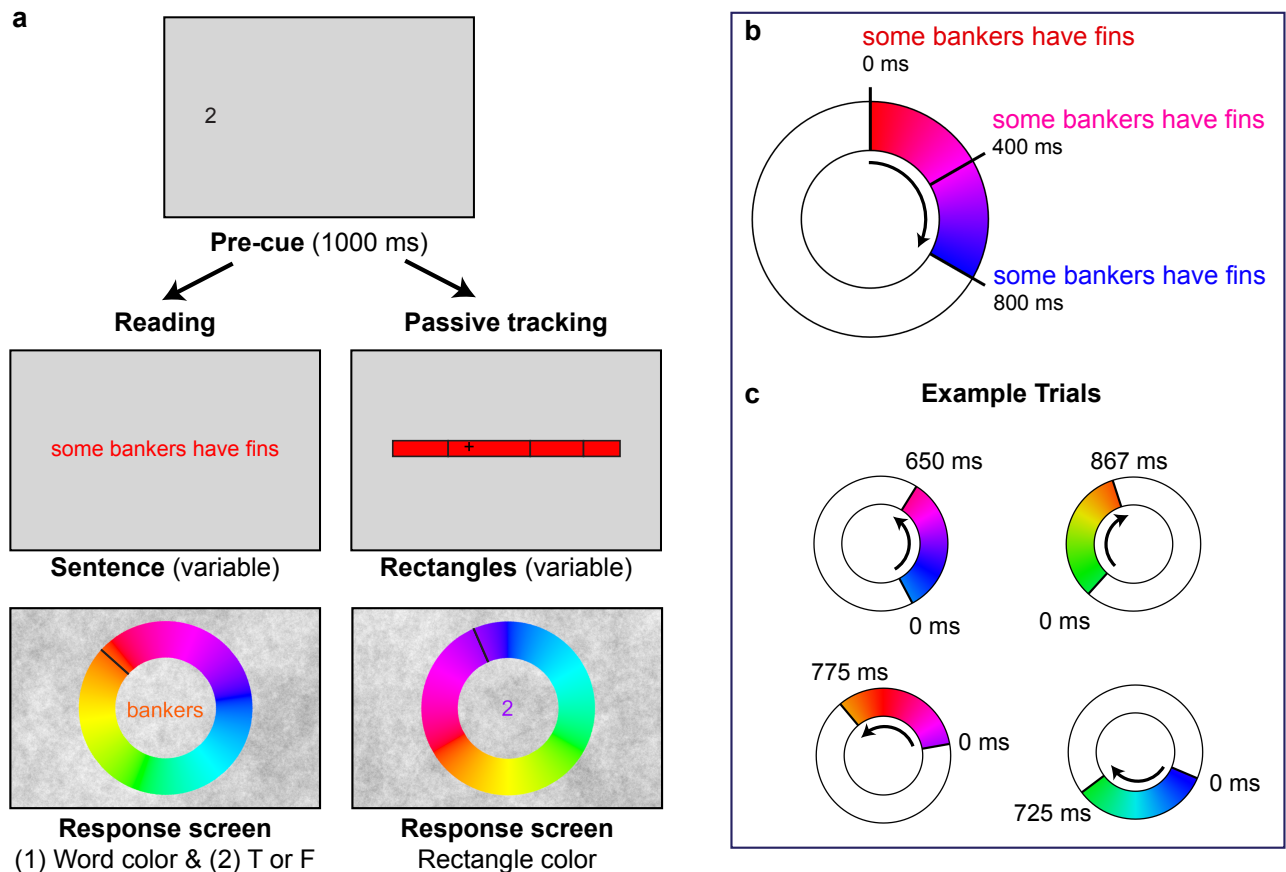 a
2
Pre-cue (1000 ms)
Reading
Passive tracking
some bankers have fins
+
Sentence (variable)
Rectangles (variable)
bankers
2
Response screen
(1) Word color & (2) T or F
Response screen
Rectangle color
b
some bankers have fins
0 ms
some bankers have fins
400 ms
some bankers have fins
800 ms
c
Example Trials
650 ms
0 ms
867 ms
0 ms
775 ms
0 ms
0 ms
725 ms